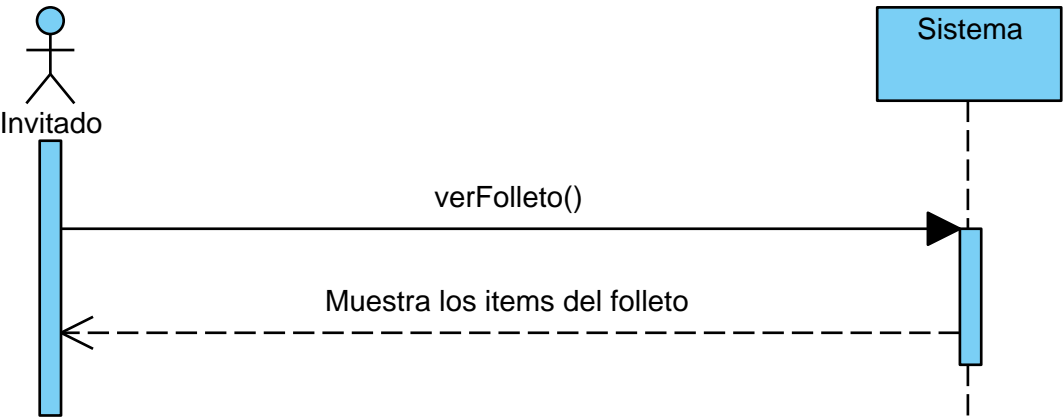 Sistema
Invitado
verFolleto()
Muestra los items del folleto